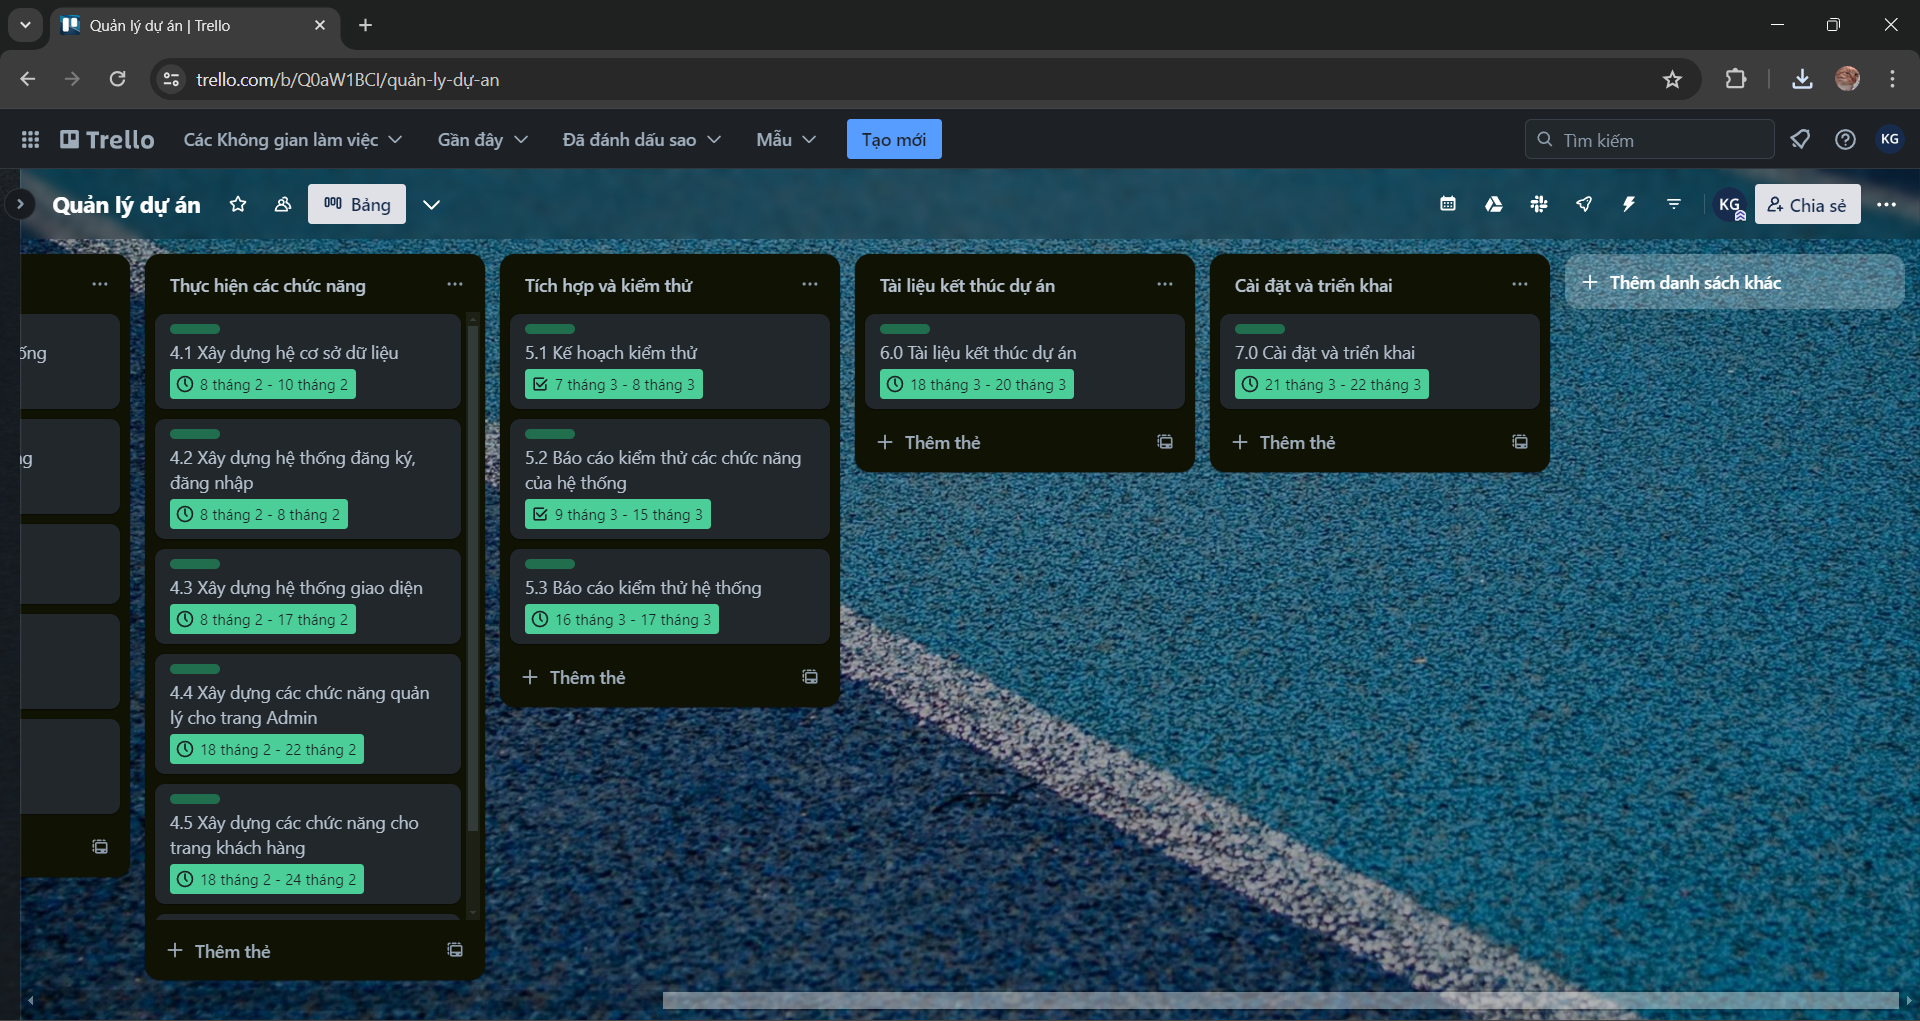 Quản lý dự án | Trello
trello.com/b/Q0aW1BCI/quản-ly-dự-an
Trello
Các Không gian làm việc
Gần đây
Đã đánh dấu sao
Mẫu
Tạo mới
Tìm kiếm
KG
Quản lý dự án
Bảng
KG
Chia sẻ
ống
Thực hiện các chức năng
4.1 Xây dựng hệ cơ sở dữ liệu
8 tháng 2 - 10 tháng 2
4.2 Xây dựng hệ thống đăng ký,
đăng nhập
8 tháng 2 - 8 tháng 2
4.3 Xây dựng hệ thống giao diện
8 tháng 2 - 17 tháng 2
4.4 Xây dựng các chức năng quản
lý cho trang Admin
18 tháng 2 - 22 tháng 2
4.5 Xây dựng các chức năng cho
trang khách hàng
18 tháng 2 - 24 tháng 2
Thêm thẻ
Tích hợp và kiểm thử
5.1 Kế hoạch kiểm thử
7 tháng 3 - 8 tháng 3
5.2 Báo cáo kiểm thử các chức năng
của hệ thống
9 tháng 3 - 15 tháng 3
5.3 Báo cáo kiểm thử hệ thống
16 tháng 3 - 17 tháng 3
Thêm thẻ
Tài liệu kết thúc dự án
6.0 Tài liệu kết thúc dự án
18 tháng 3 - 20 tháng 3
Thêm thẻ
Cài đặt và triển khai
7.0 Cài đặt và triển khai
21 tháng 3 - 22 tháng 3
Thêm thẻ
Thêm danh sách khác